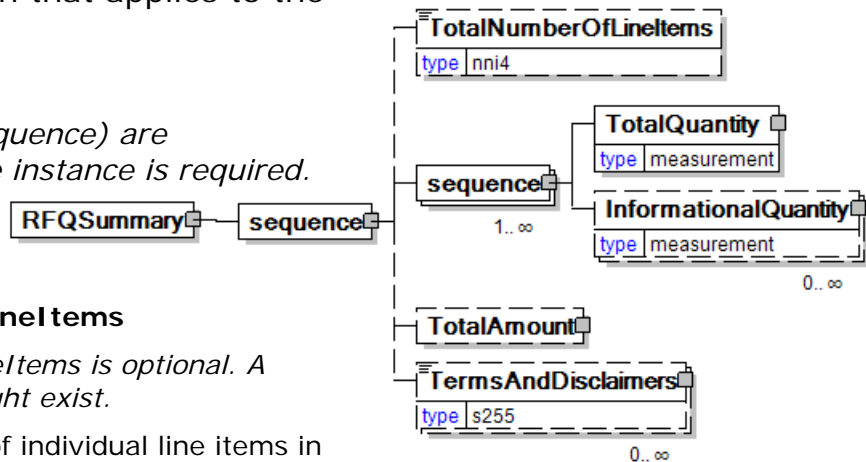 n that applies to the
TotalNumberOfLineItems
type nni4
quence) are
e instance is required.
TotalQuantity
type measurement
sequence
1.. ∞
InformationalQuantity
type measurement
0.. ∞
RFQSummary
sequence
neItems
eItems is optional. A
ght exist.
of individual line items in
TotalAmount
TermsAndDisclaimers
type s255
0.. ∞